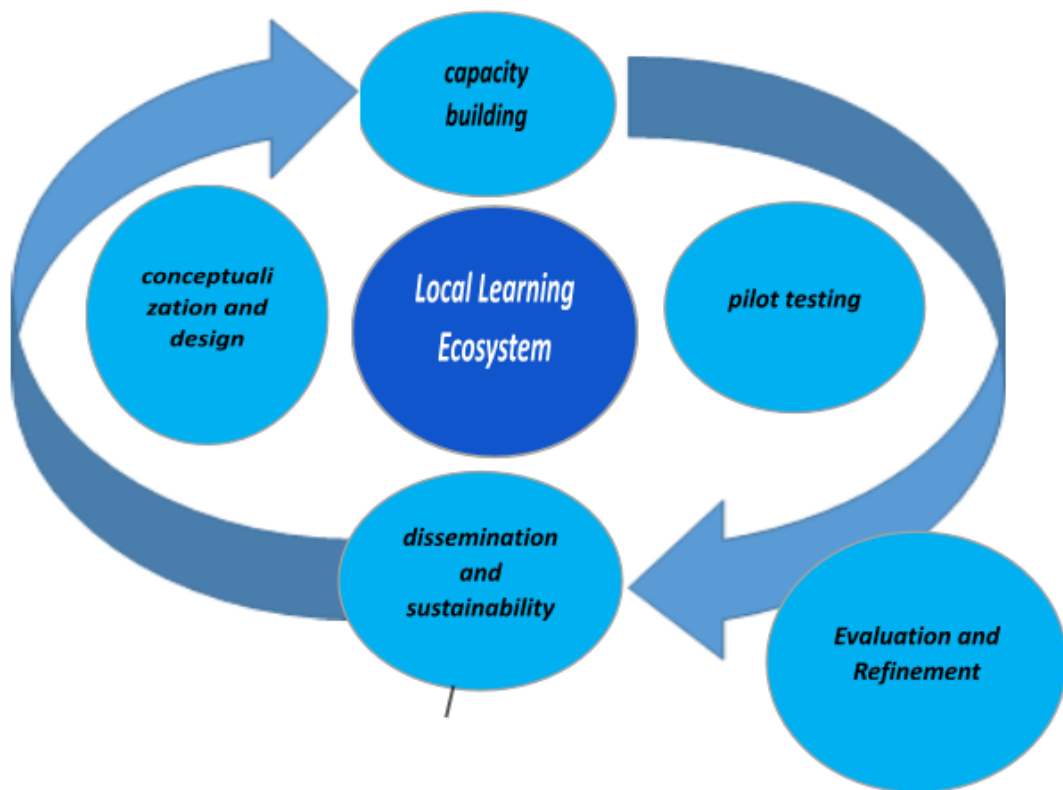 capacity
building
conceptuali
zation and
design
Local Learning
Ecosystem
pilot testing
dissemination
and
sustainability
Evaluation and
Refinement